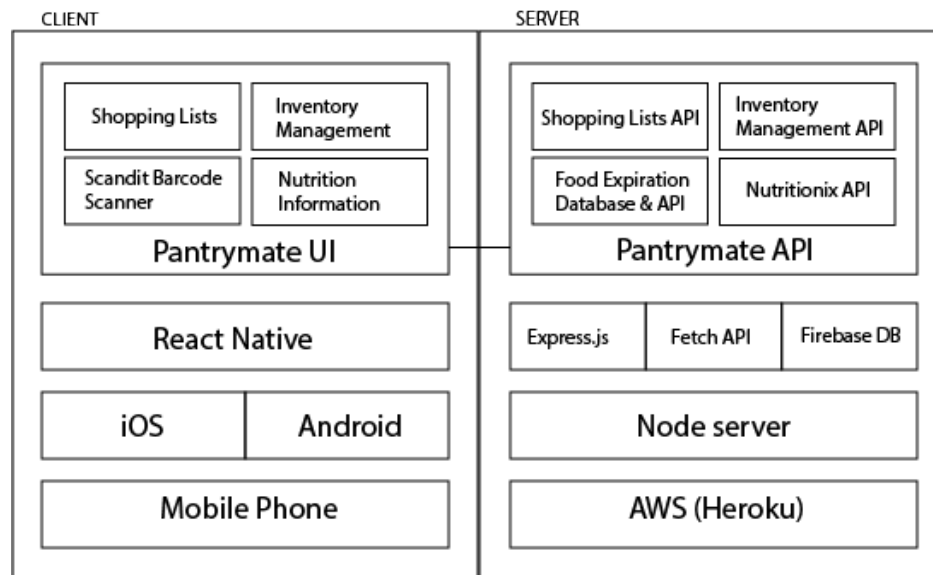 CLIENT
Shopping Lists
Inventory
Management
Scandit Barcode
Scanner
Nutrition
Information
Pantrymate UI
React Native
iOS
Android
Mobile Phone
SERVER
Shopping Lists API
Inventory
Management API
Food Expiration
Database & API
Nutritionix API
Pantrymate API
Express.js
Fetch API
Firebase DB
Node server
AWS (Heroku)